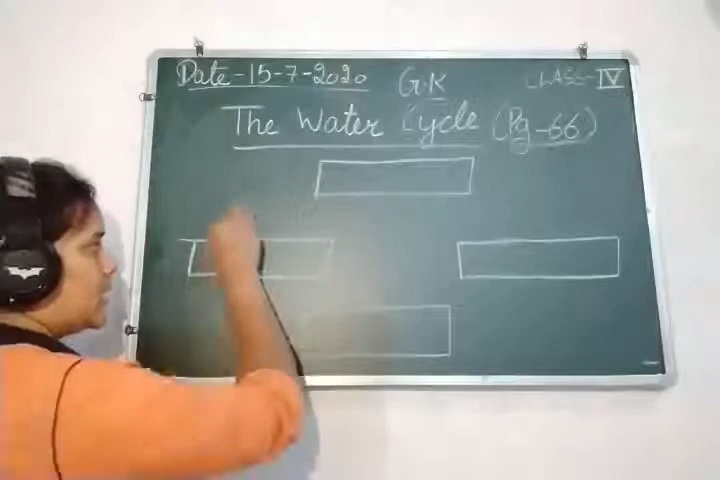 Date-15-7-2020 G.K CLASS-IV
The Water Cycle (Pg-66)